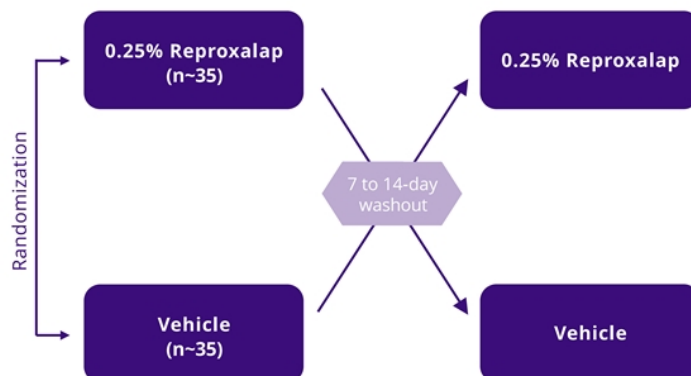 0.25% Reproxalap
(n~35)
0.25% Reproxalap
Randomization
7 to 14-day
washout
Vehicle
(n~35)
Vehicle